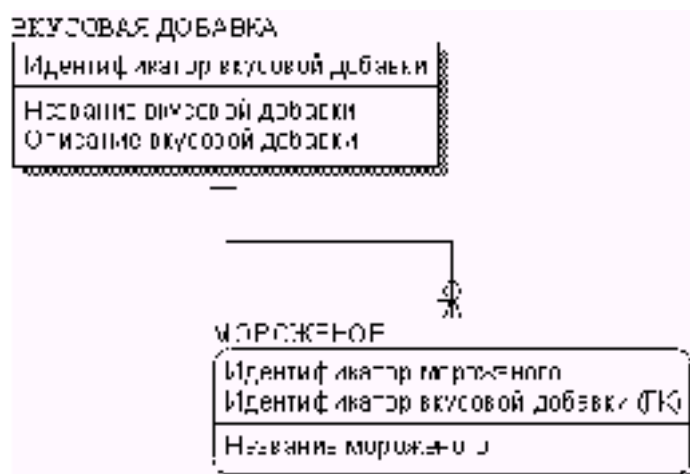 ВКУСОВАЯ ДОБАВКА
Идентификатор вкусовой добавки
Название вкусовой добавки
Описание вкусовой добавки
МОРОЖЕНОЕ
Идентификатор мороженого
Идентификатор вкусовой добавки (ГК)
Название мороженого